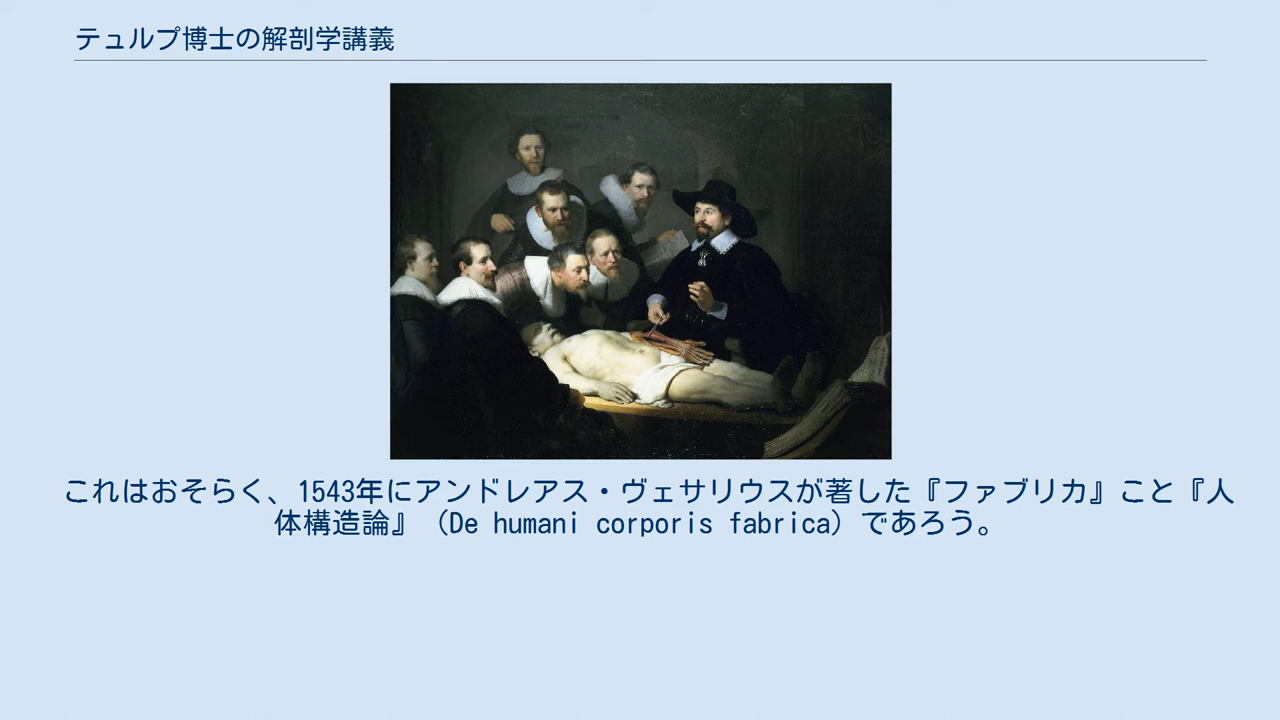 テュルプ博士の解剖学講義
これはおそらく、1543年にアンドレアス・ヴェサリウスが著した『ファブリカ』こと『人
体構造論』（De humani corporis fabrica）であろう。